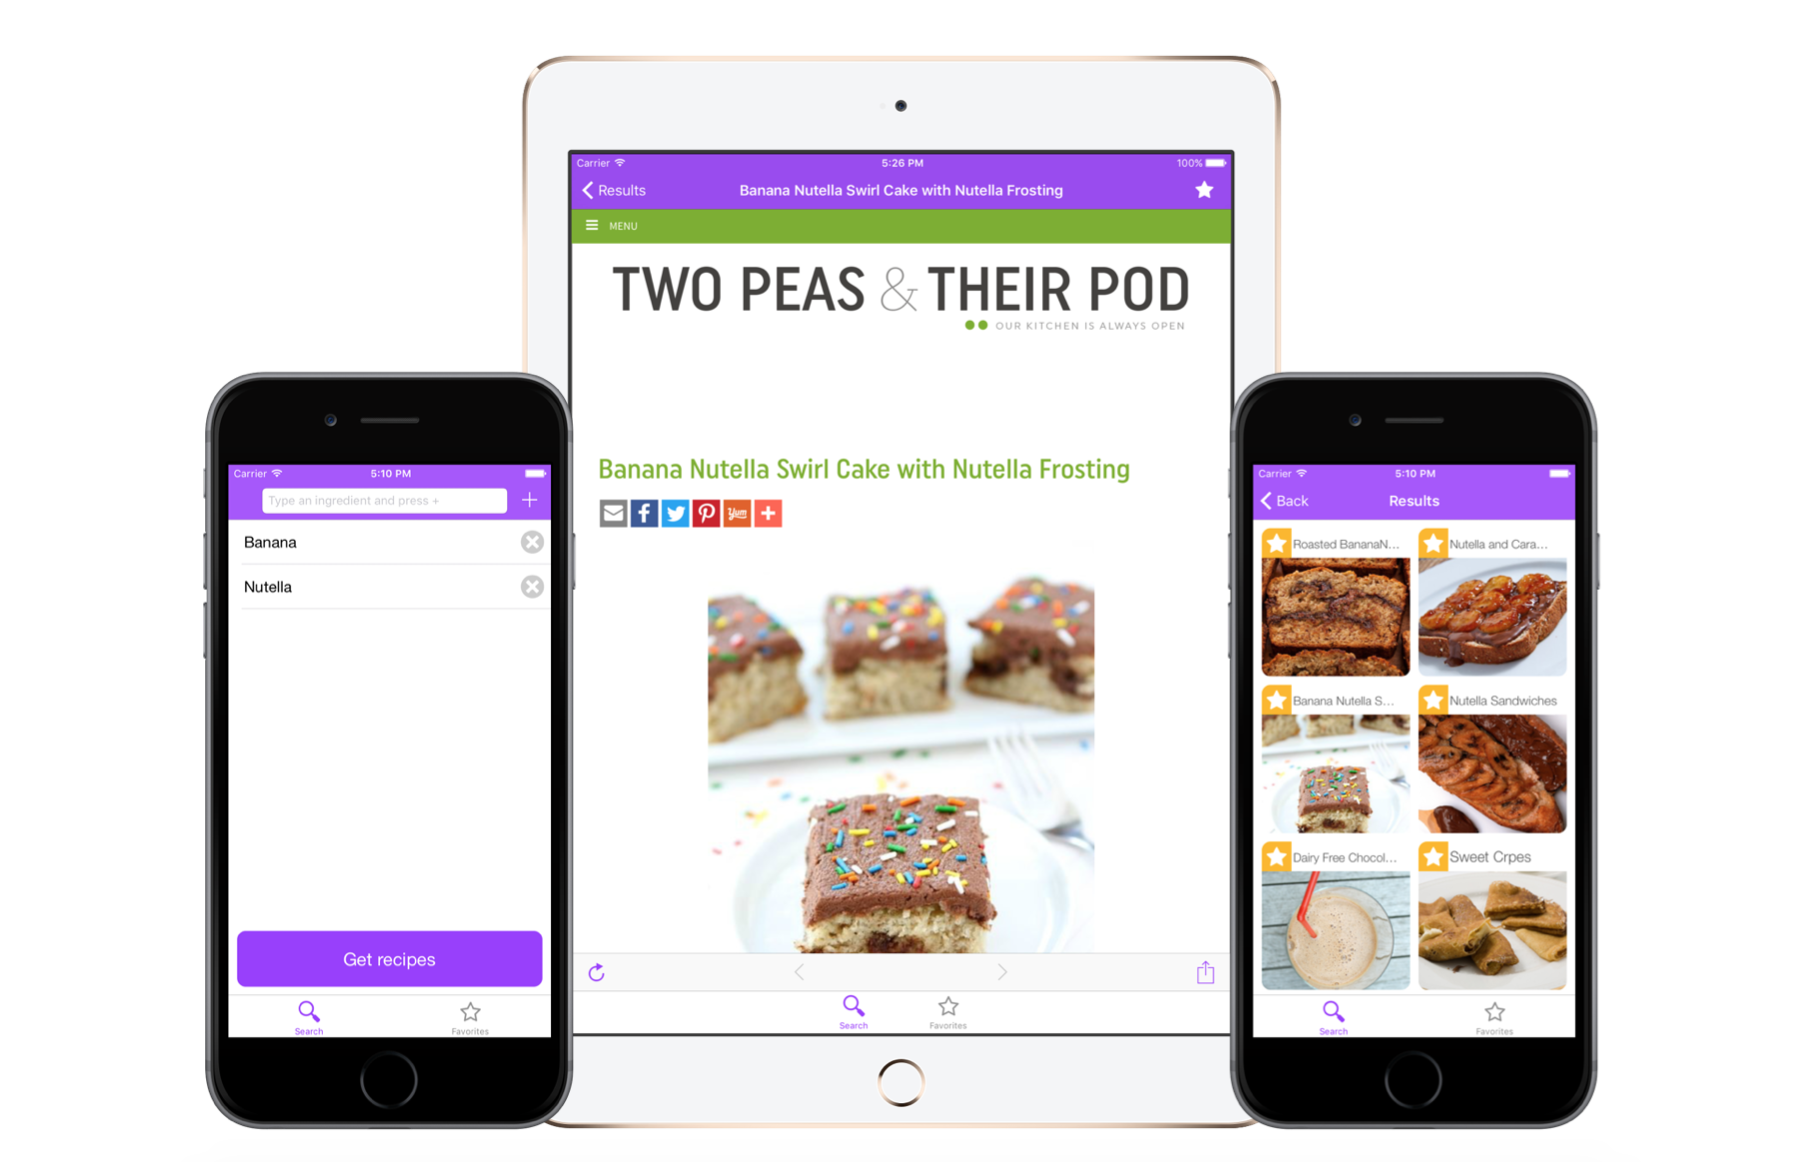 Carrier 5:26 PM 100%
Results Banana Nutella Swirl Cake with Nutella Frosting
MENU
TWO PEAS & THEIR POD
OUR KITCHEN IS ALWAYS OPEN
Banana Nutella Swirl Cake with Nutella Frosting
Yum
Search Favorites
Carrier 5:10 PM
Type an ingredient and press +
Banana
Nutella
Get recipes
Search Favorites
Carrier 5:10 PM
Back Results
Roasted BananaN... Nutella and Cara...
Banana Nutella S... Nutella Sandwiches
Dairy Free Chocol... Sweet Crpes
Search Favorites